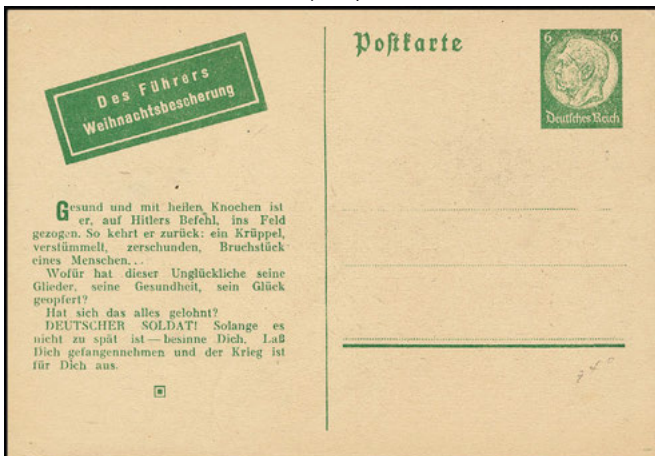 Des Führers
Weihnachtsbescherung
Postkarte
6 6
Deutsches Reich
Gesund und mit heilen Knochen ist
er, auf Hitlers Befehl, ins Feld
gezogen. So kehrt er zurück: ein Krüppel,
verstümmelt, zerschunden, Bruchstück
eines Menschen...
Wofür hat dieser Unglückliche seine
Glieder, seine Gesundheit, sein Glück
geopfert?
Hat sich das alles gelohnt?
DEUTSCHER SOLDAT! Solange es
nicht zu spät ist — besinne Dich. Laß
Dich gefangennehmen und der Krieg ist
für Dich aus.